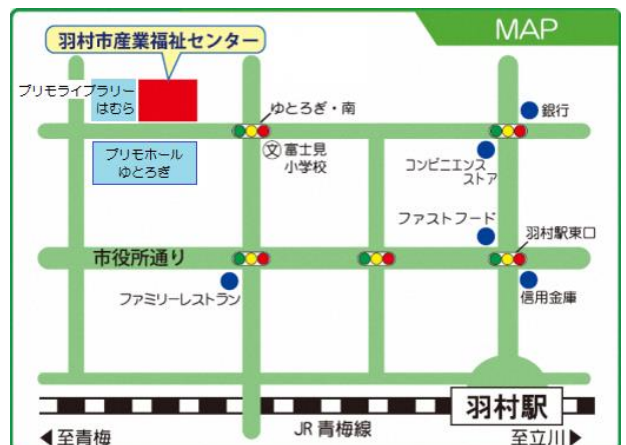 MAP
羽村市産業福祉センター
プリモライブラリー
はむら
ゆとろぎ・南
銀行
プリモホール
ゆとろぎ
文
富士見
小学校
コンビニエンス
ストア
ファストフード
羽村駅東口
市役所通り
ファミリーレストラン
信用金庫
羽村駅
◀至青梅
JR青梅線
至立川▶